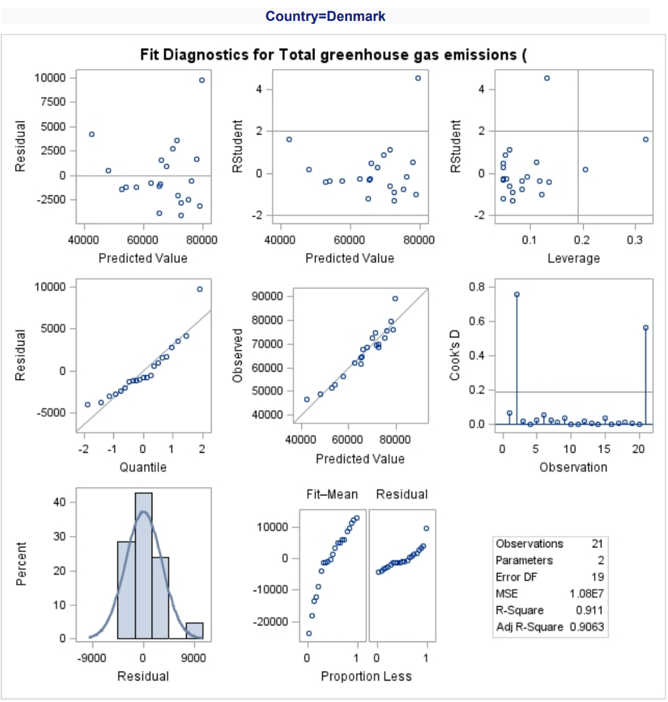 Country=Denmark
Fit Diagnostics for Total greenhouse gas emissions (
10000
7500
5000
2500
0
-2500
Residual
40000 60000 80000
Predicted Value
4
2
0
-2
RStudent
40000 60000 80000
Predicted Value
4
2
0
-2
RStudent
0.1 0.2 0.3
Leverage
10000
5000
0
-5000
Residual
-2 -1 0 1 2
Quantile
90000
80000
70000
60000
50000
40000
Observed
40000 60000 80000
Predicted Value
0.8
0.6
0.4
0.2
0.0
Cook's D
0 5 10 15 20
Observation
40
30
20
10
0
Percent
-9000 0 9000
Residual
Fit–Mean Residual
10000
0
-10000
-20000
0 1 0 1
Proportion Less
Observations 21
Parameters 2
Error DF 19
MSE 1.08E7
R-Square 0.911
Adj R-Square 0.9063